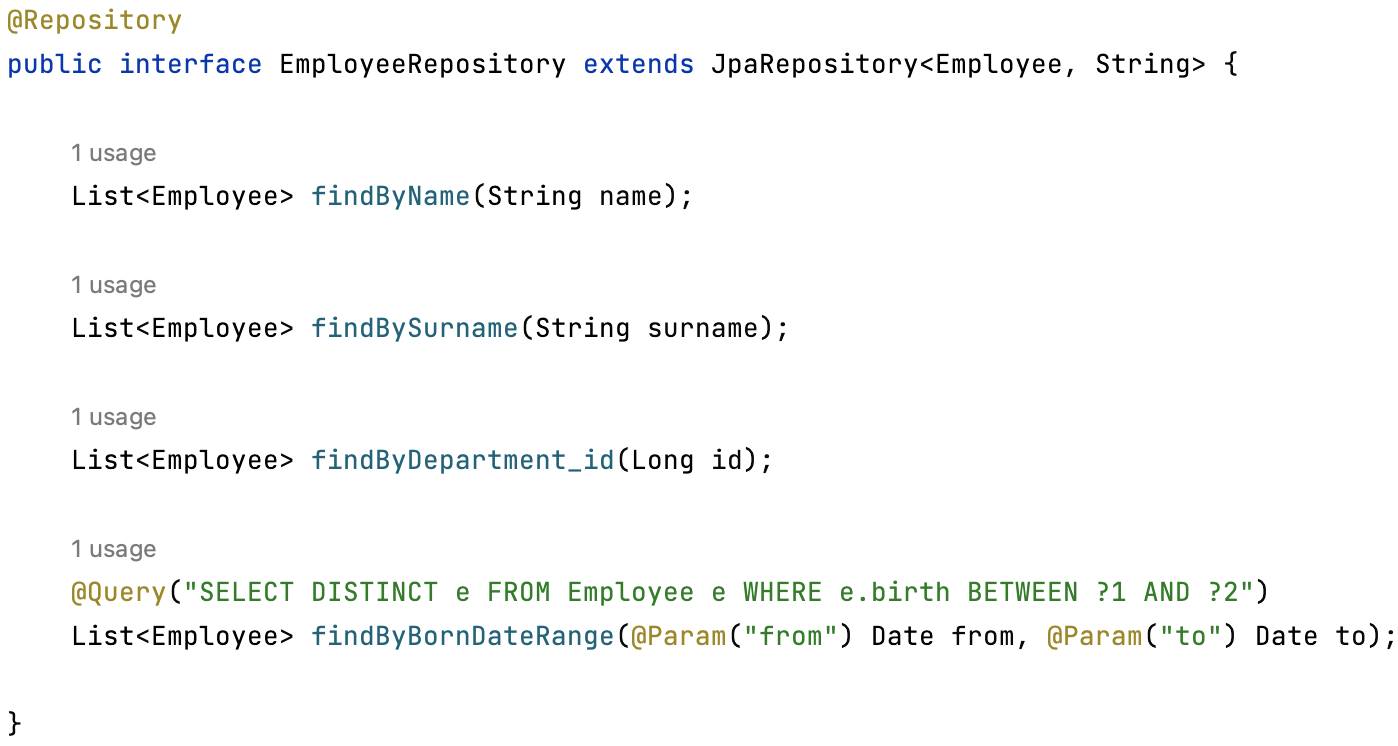 @Repository
public interface EmployeeRepository extends JpaRepository<Employee, String> {
1 usage
List<Employee> findByName(String name);
1 usage
List<Employee> findBySurname(String surname);
1 usage
List<Employee> findByDepartment_id(Long id);
1 usage
@Query("SELECT DISTINCT e FROM Employee e WHERE e.birth BETWEEN ?1 AND ?2")
List<Employee> findByBornDateRange(@Param("from") Date from, @Param("to") Date to);
}